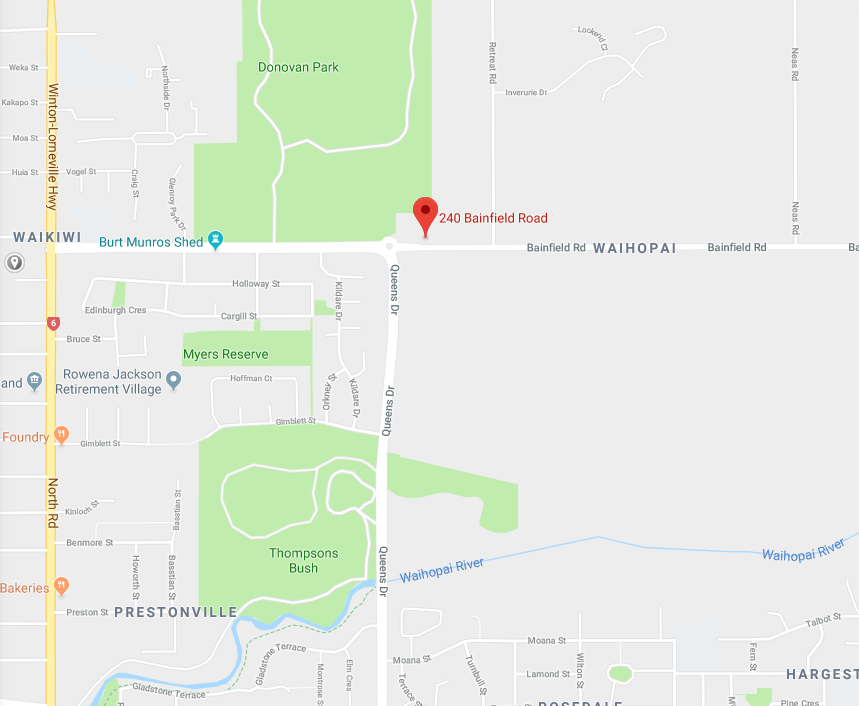 Donovan Park
Lockend Ct
Retreat Rd
Neas Rd
Inverurie Dr
Weka St
Northside Dr
Kakapo St
Winton-Lorneville Hwy
Moa St
Huia St
Vogel St
Craig St
Glenroy Park Dr
Neas Rd
240 Bainfield Road
WAIKIWI
Burt Munros Shed
Bainfield Rd
WAIHOPAI
Bainfield Rd
Ba
Queens Dr
Holloway St
Kildare Dr
Edinburgh Cres
Cargill St
6
Bruce St
Myers Reserve
Rowena Jackson
Retirement Village
and
Hoffman Ct
Orkney St
Kildare Dr
Queens Dr
Gimblett St
Foundry
Gimblett St
North Rd
Kinloch St
Basstian St
Benmore St
Howorth St
Basstian St
Thompsons
Bush
Queens Dr
Waihopai River
Waihopai River
Bakeries
Preston St
PRESTONVILLE
Gladstone Terrace
Moana St
Moana St
Talbot St
Fern St
Elm Cres
Montrose S
Turnbull St
Lamond St
Wilton St
HARGEST
Gladstone Terrace
Terrace
ROSEDALE
Pine Cres